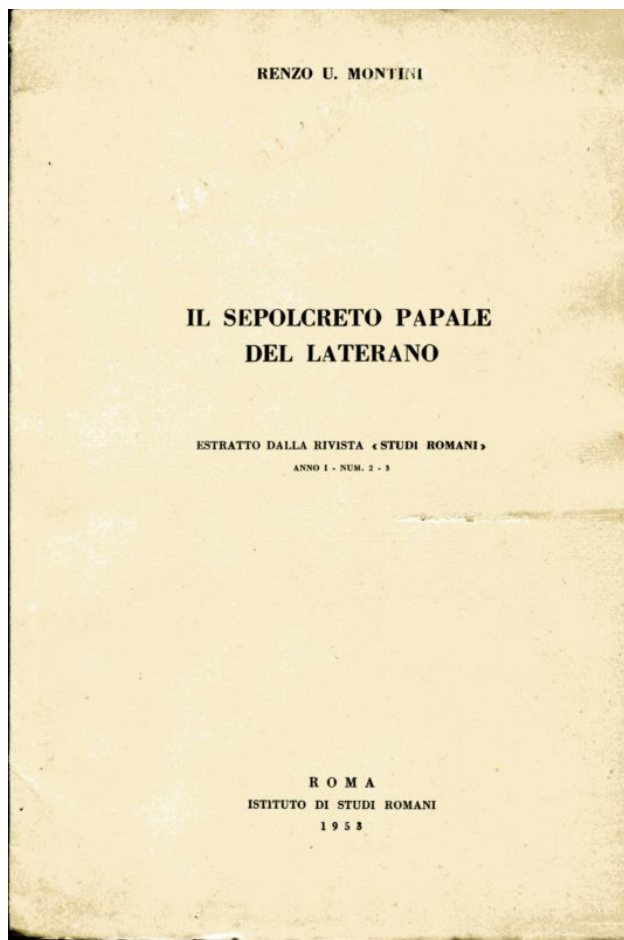 RENZO U. MONTINI
IL SEPOLCRETO PAPALE
DEL LATERANO
ESTRATTO DALLA RIVISTA «STUDI ROMANI»
ANNO I - NUM. 2 - 3
ROMA
ISTITUTO DI STUDI ROMANI
1953